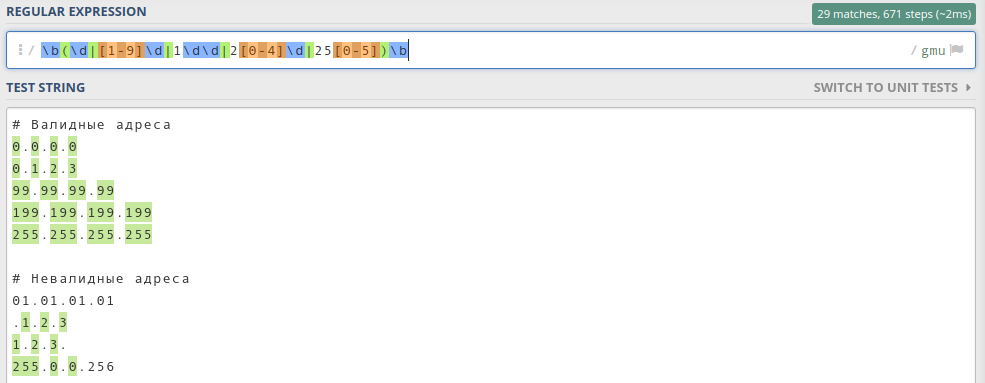 REGULAR EXPRESSION 29 matches, 671 steps (~2ms)
/ \b(\d|[1-9]\d|1\d\d|2[0-4]\d|25[0-5])\b / gmu
TEST STRING SWITCH TO UNIT TESTS
# Валидные адреса
0.0.0.0
0.1.2.3
99.99.99.99
199.199.199.199
255.255.255.255
# Невалидные адреса
01.01.01.01
.1.2.3
1.2.3.
255.0.0.256